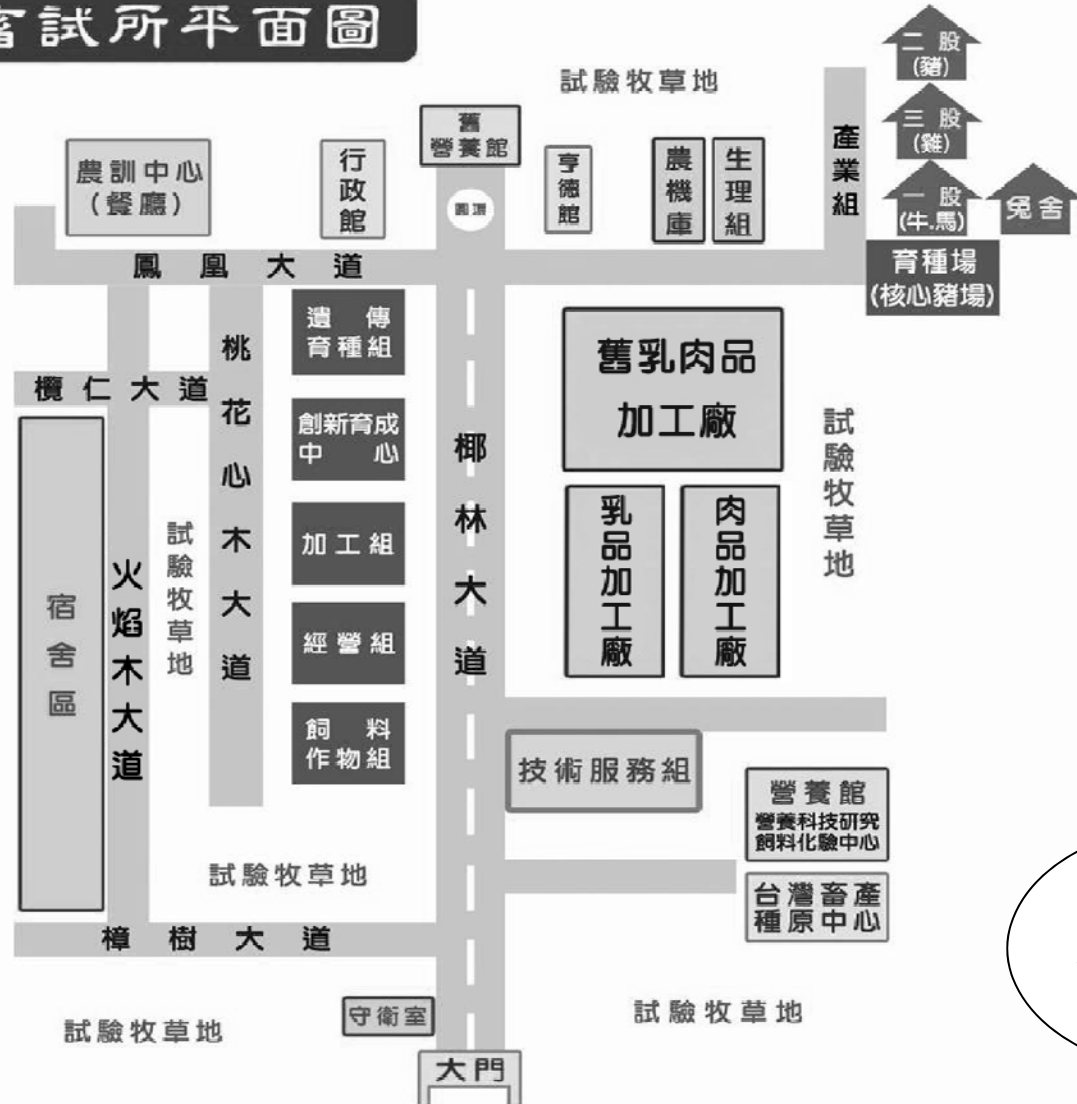 畜試所平面圖
試驗牧草地
二 股
(豬)
三 股
(雞)
一 股
(牛.馬)
兔舍
育種場
(核心豬場)
產業組
舊
營養館
圓環
農訓中心
(餐廳)
行政館
亨德館
農機庫
生理組
鳳凰大道
遺傳
育種組
桃花心木大道
欖仁大道
創新育成
中心
加工組
經營組
飼料
作物組
椰林大道
舊乳肉品
加工廠
乳品加工廠
肉品加工廠
試驗牧草地
宿舍區
火焰木大道
試驗牧草地
技術服務組
營養館
營養科技研究
飼料化驗中心
台灣畜產
種原中心
試驗牧草地
樟樹大道
試驗牧草地
守衛室
試驗牧草地
大門